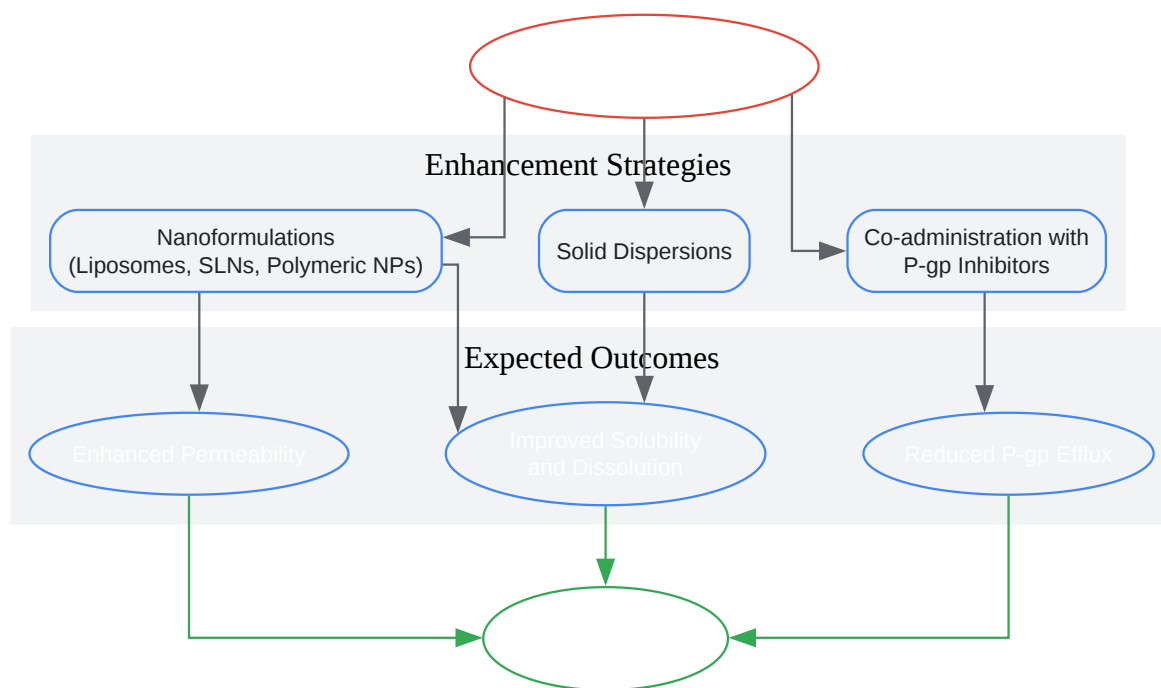 Enhancement Strategies
Nanoformulations
(Liposomes, SLNs, Polymeric NPs)
Solid Dispersions
Co-administration with
P-gp Inhibitors
Expected Outcomes
Enhanced Permeability
Improved Solubility
and Dissolution
Reduced P-gp Efflux